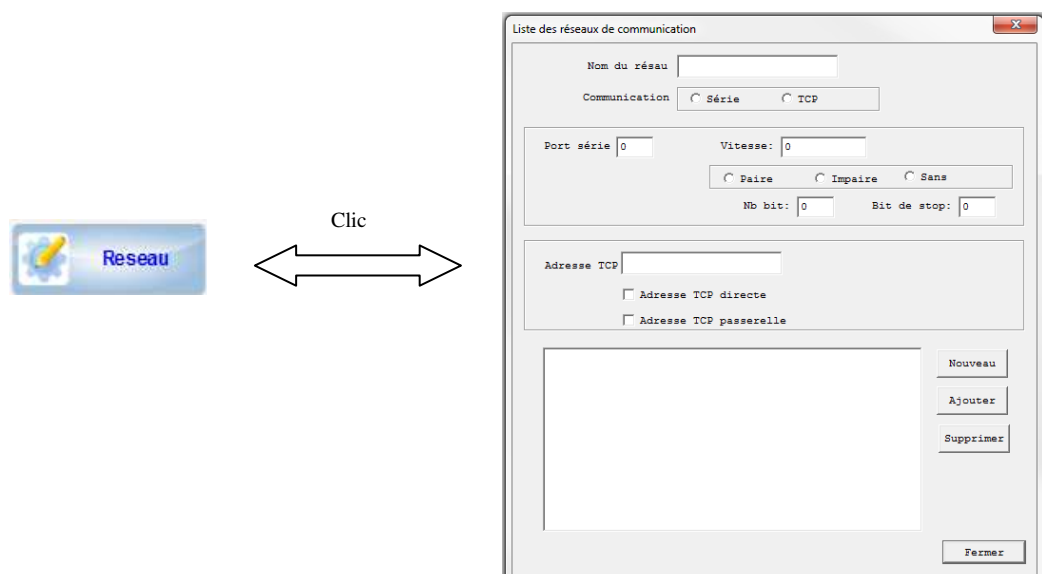 Liste des réseaux de communication
x
Nom du résau
Communication Série TCP
Port série 0 Vitesse: 0
Paire Impaire Sans
Nb bit: 0 Bit de stop: 0
Clic
Reseau
Adresse TCP
Adresse TCP directe
Adresse TCP passerelle
Nouveau
Ajouter
Supprimer
Fermer